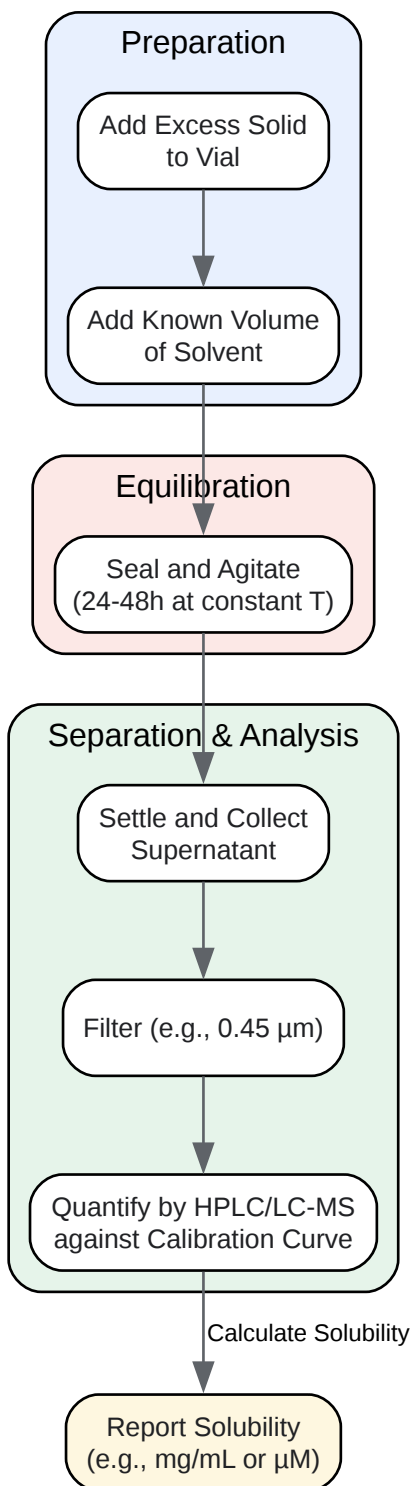 Preparation
Add Excess Solid
to Vial
Add Known Volume
of Solvent
Equilibration
Seal and Agitate
(24-48h at constant T)
Separation & Analysis
Settle and Collect
Supernatant
Filter (e.g., 0.45 µm)
Quantify by HPLC/LC-MS
against Calibration Curve
Calculate Solubility
Report Solubility
(e.g., mg/mL or µM)